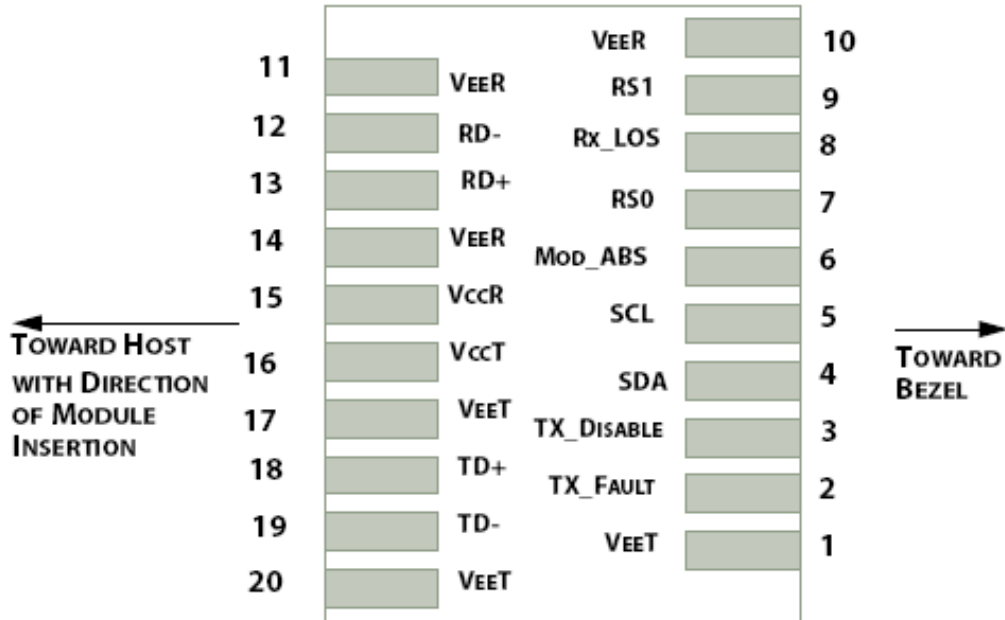 VEER 10
11 VEER
RS1 9
12 RD-
RX_LOS 8
13 RD+
RS0 7
14 VEER
MOD_ABS 6
15 VCCR
SCL 5
TOWARD HOST
WITH DIRECTION
OF MODULE
INSERTION
16 VCCT
TOWARD
BEZEL
SDA 4
17 VEET
TX_DISABLE 3
18 TD+
TX_FAULT 2
19 TD-
VEET 1
20 VEET